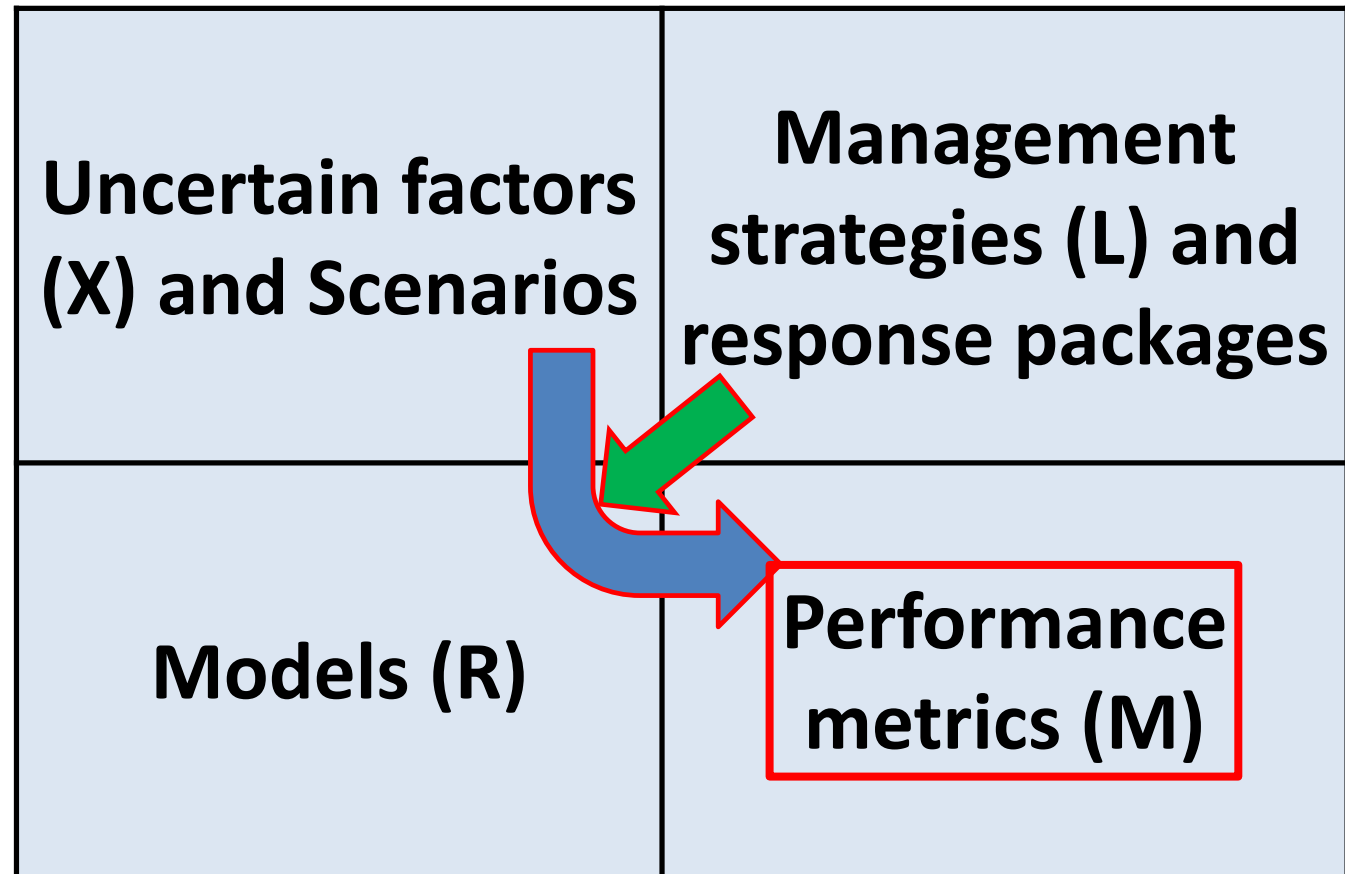 Uncertain factors
(X) and Scenarios
Management
strategies (L) and
response packages
Models (R)
Performance
metrics (M)